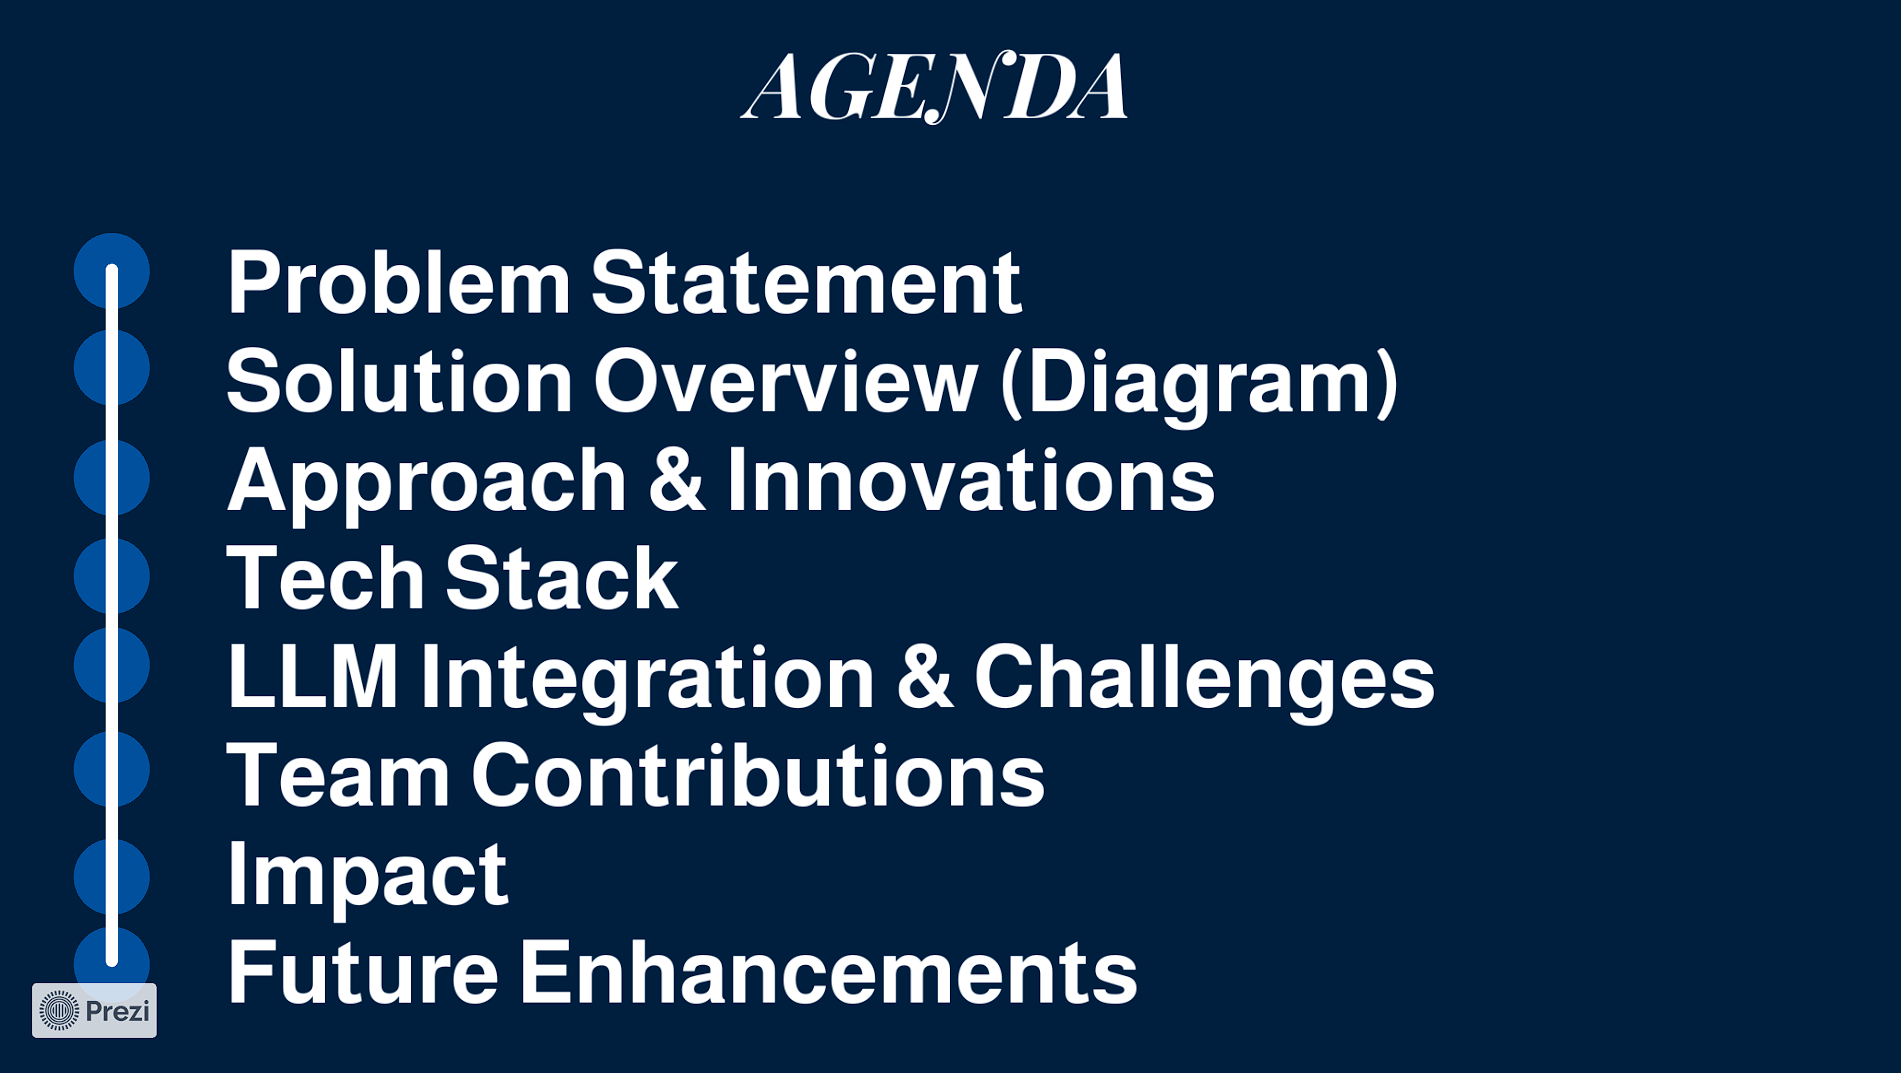 AGENDA
Problem Statement
Solution Overview (Diagram)
Approach & Innovations
Tech Stack
LLM Integration & Challenges
Team Contributions
Impact
Future Enhancements
Prezi